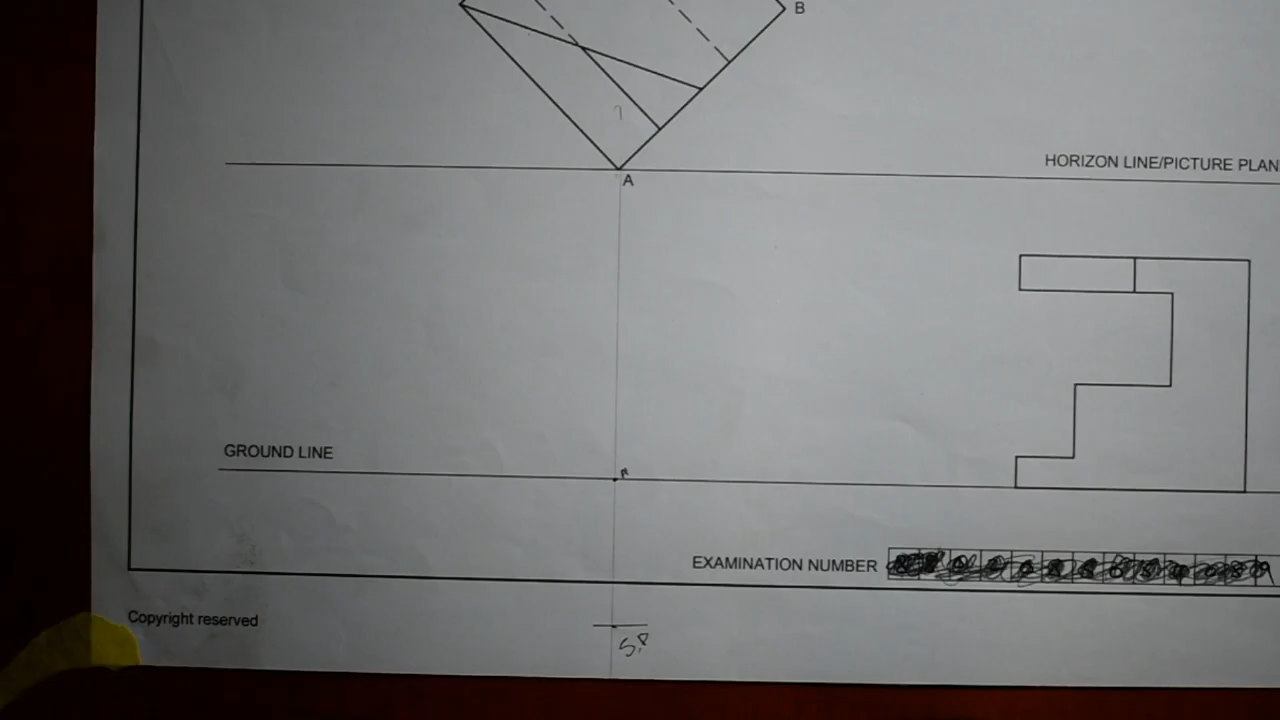 B
HORIZON LINE/PICTURE PLAN
A
GROUND LINE
A
EXAMINATION NUMBER
Copyright reserved
S.P